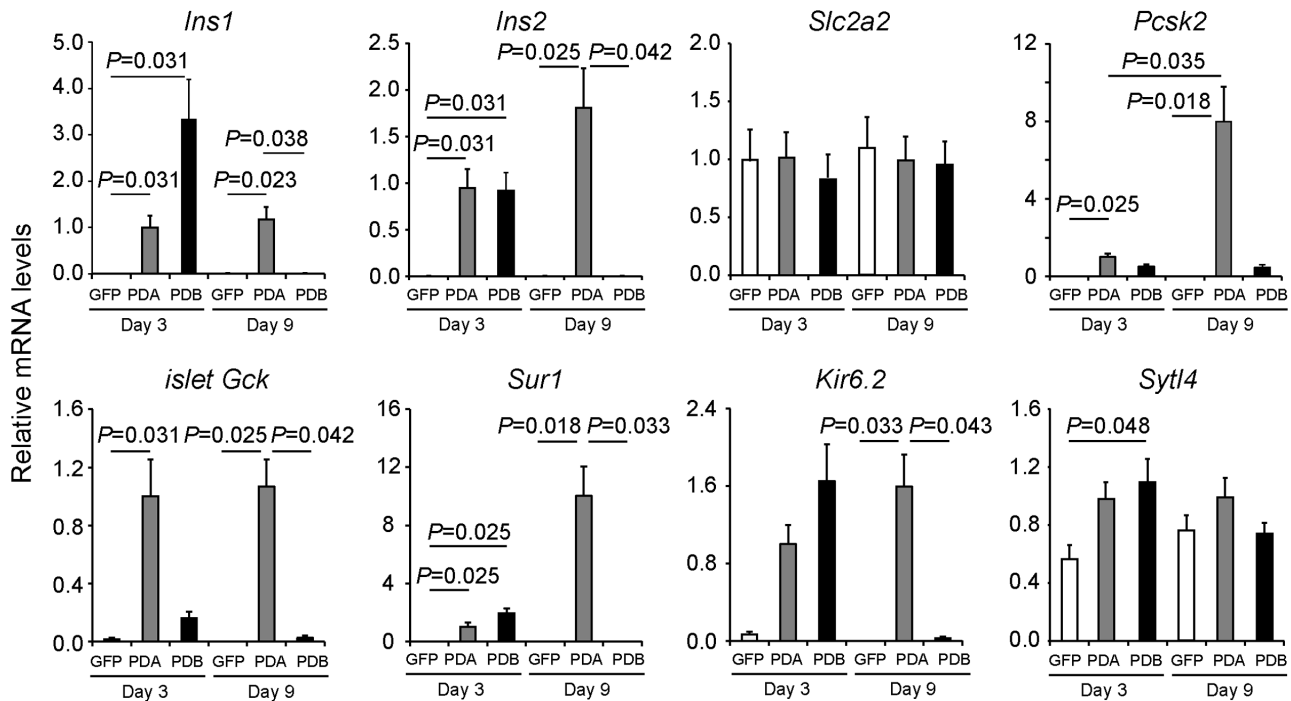 Relative mRNA levels
Ins1
5.0
4.0
3.0
2.0
1.0
0.0
P=0.031
P=0.038
P=0.031
P=0.023
GFP PDA PDB GFP PDA PDB
Day 3 Day 9
Ins2
2.5
2.0
1.5
1.0
0.5
0.0
P=0.025 P=0.042
P=0.031
P=0.031
GFP PDA PDB GFP PDA PDB
Day 3 Day 9
Slc2a2
2.0
1.5
1.0
0.5
0.0
GFP PDA PDB GFP PDA PDB
Day 3 Day 9
Pcsk2
12
8
4
0
P=0.035
P=0.018
P=0.025
PDA PDB GFP PDA PDB
Day 3 Day 9
islet Gck
1.6
1.2
0.8
0.4
0.0
P=0.031 P=0.025 P=0.042
GFP PDA PDB GFP PDA PDB
Day 3 Day 9
Sur1
16
12
8
4
0
P=0.018 P=0.033
P=0.025
P=0.025
GFP PDA PDB GFP PDA PDB
Day 3 Day 9
Kir6.2
2.4
1.6
0.8
0.0
P=0.033 P=0.043
GFP PDA PDB GFP PDA PDB
Day 3 Day 9
Sytl4
1.6
1.2
0.8
0.4
0.0
P=0.048
GFP PDA PDB GFP PDA PDB
Day 3 Day 9